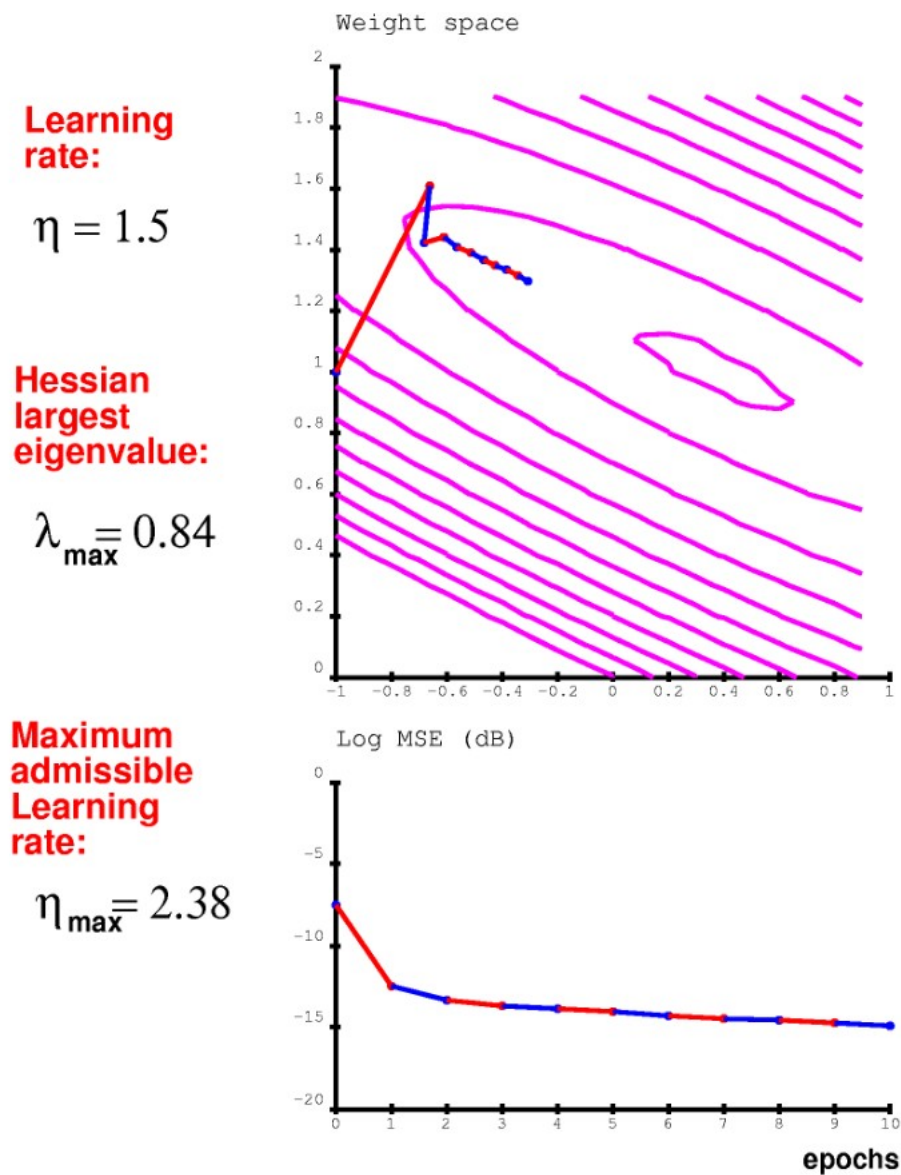 Weight space
2
1.8
1.6
1.4
1.2
1
0.8
0.6
0.4
0.2
0
-1 -0.8 -0.6 -0.4 -0.2 0 0.2 0.4 0.6 0.8 1
Learning
rate:
η = 1.5
Hessian
largest
eigenvalue:
λmax = 0.84
Maximum
admissible
Learning
rate:
ηmax = 2.38
Log MSE (dB)
0
-5
-10
-15
-20
0 1 2 3 4 5 6 7 8 9 10
epochs